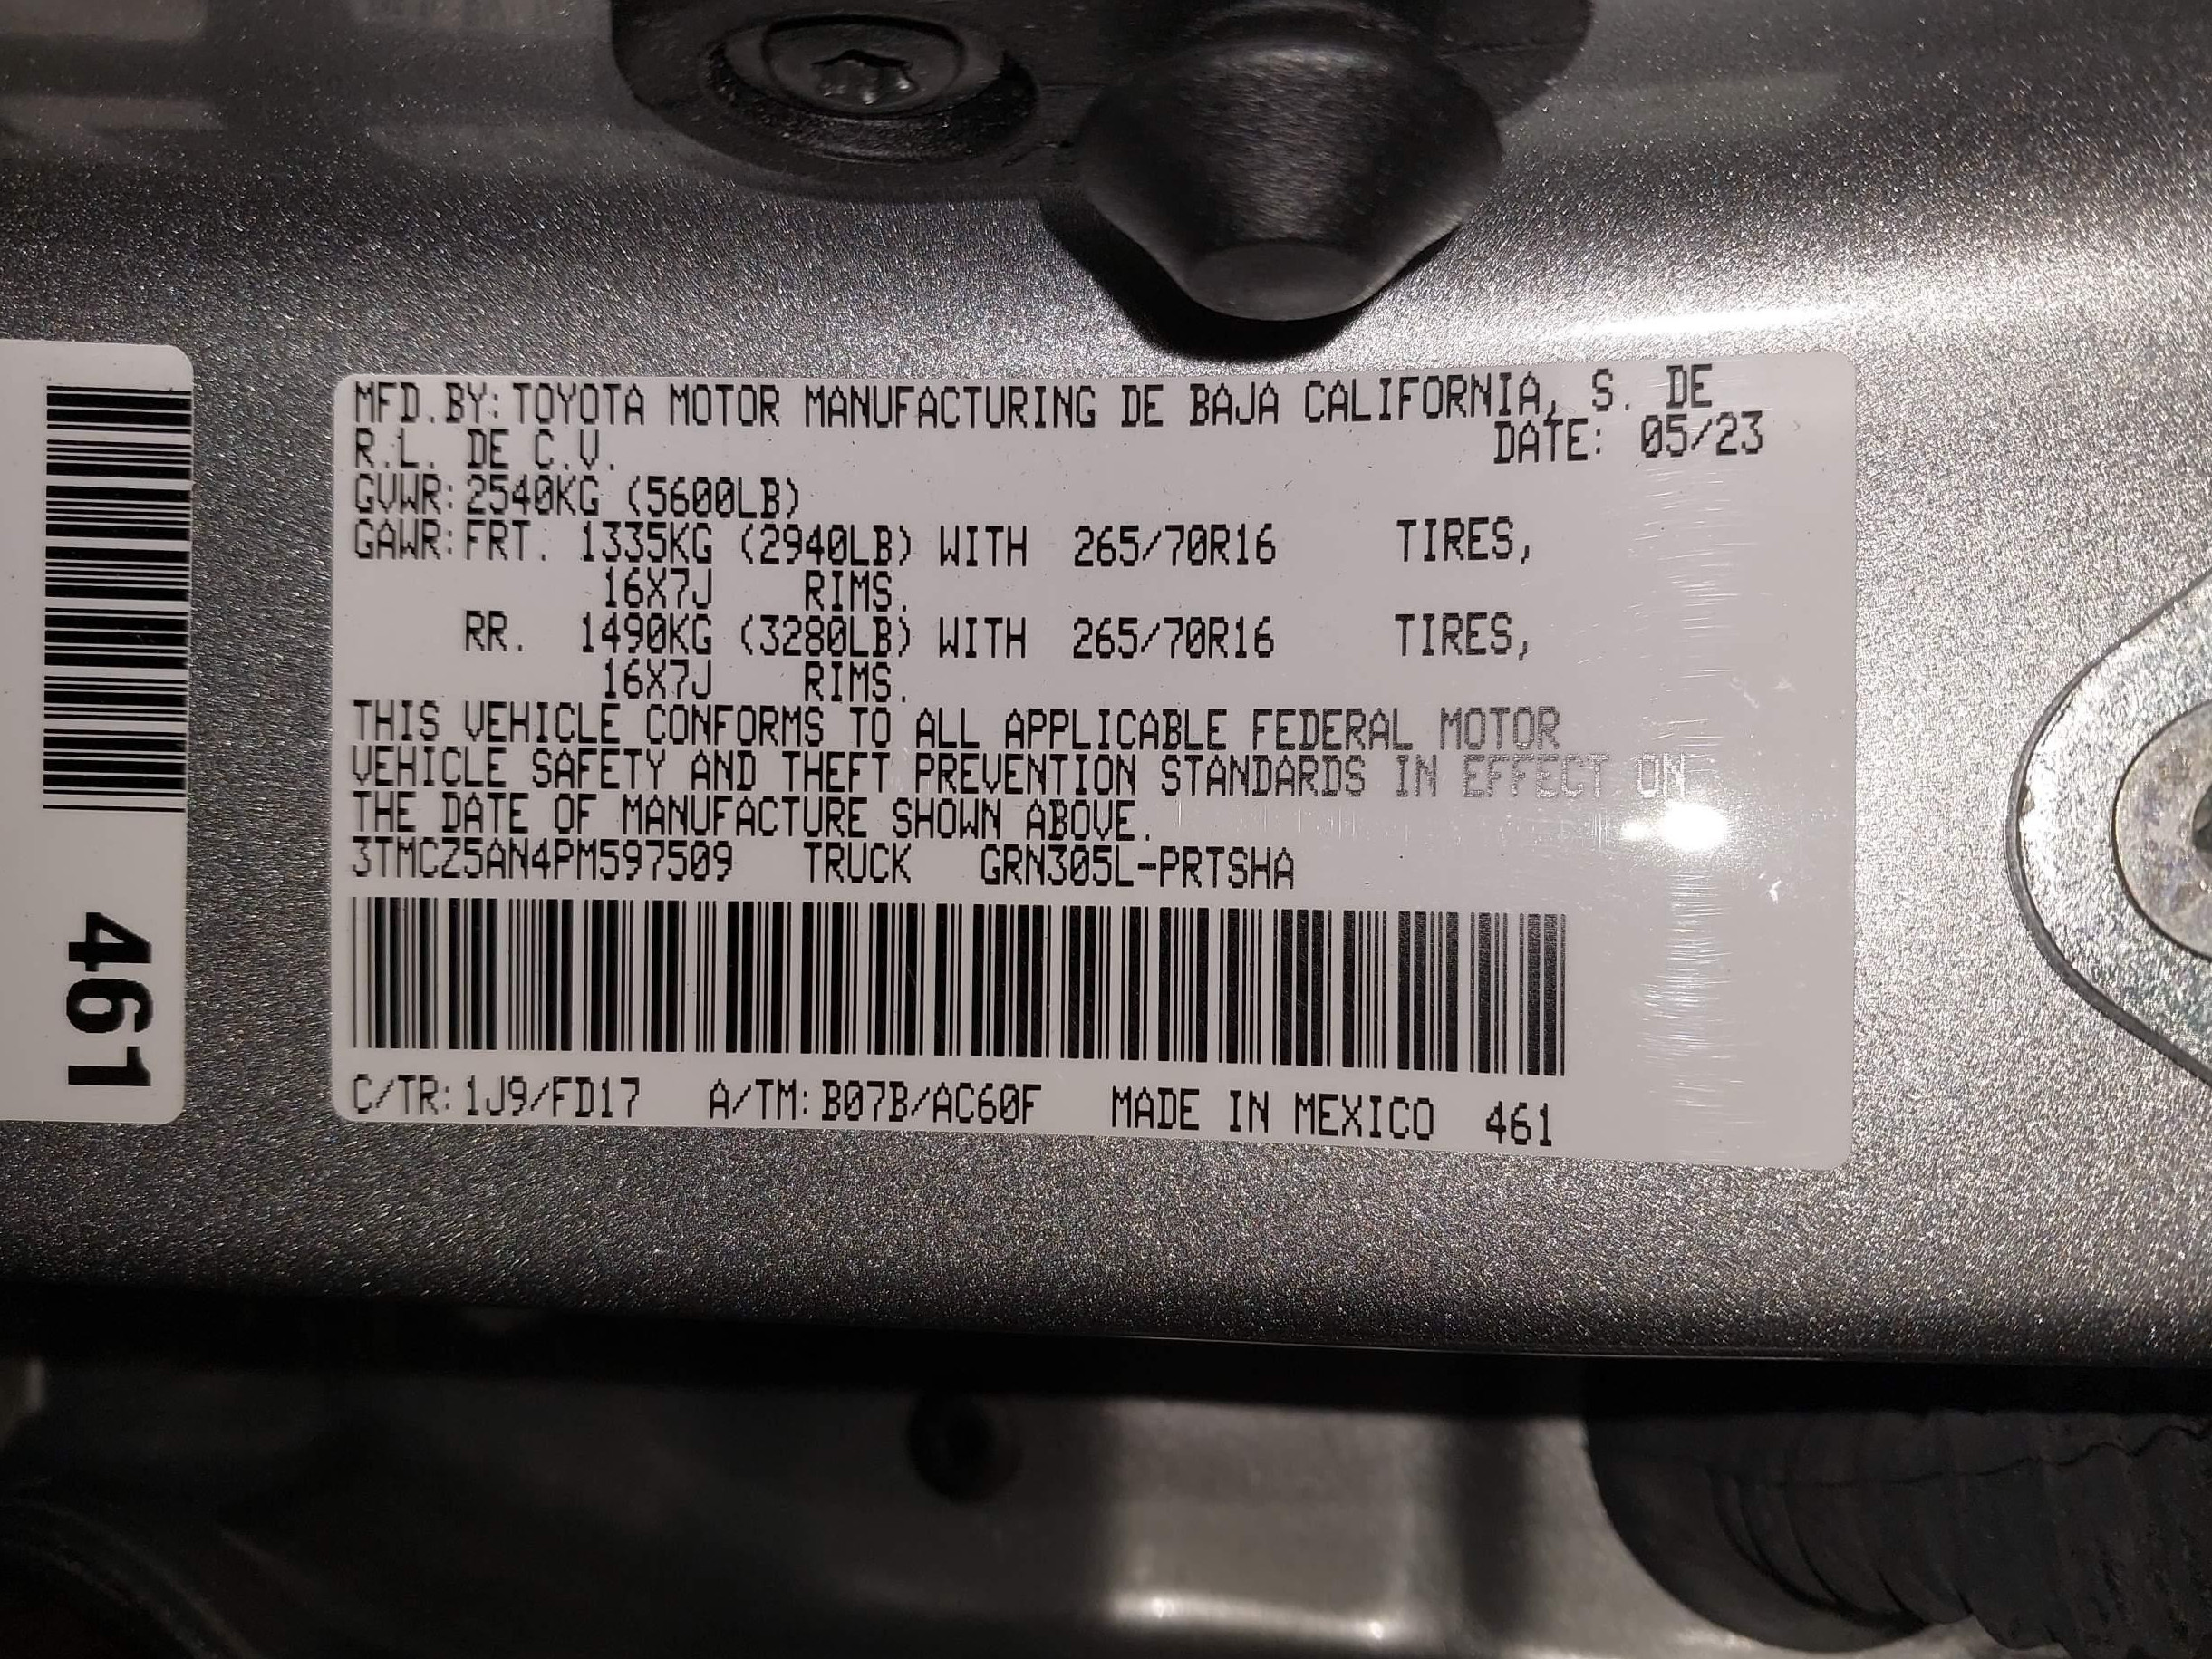 MFD.BY:TOYOTA MOTOR MANUFACTURING DE BAJA CALIFORNIA, S. DE
R.L. DE C.V. DATE: 05/23
GVWR:2540KG (5600LB)
GAWR:FRT. 1335KG (2940LB) WITH 265/70R16 TIRES,
16X7J RIMS.
RR. 1490KG (3280LB) WITH 265/70R16 TIRES,
16X7J RIMS.
THIS VEHICLE CONFORMS TO ALL APPLICABLE FEDERAL MOTOR
VEHICLE SAFETY AND THEFT PREVENTION STANDARDS IN EFFECT ON
THE DATE OF MANUFACTURE SHOWN ABOVE.
3TMCZ5AN4PM597509 TRUCK GRN305L-PRTSHA
C/TR:1J9/FD17 A/TM:B07B/AC60F MADE IN MEXICO 461
461